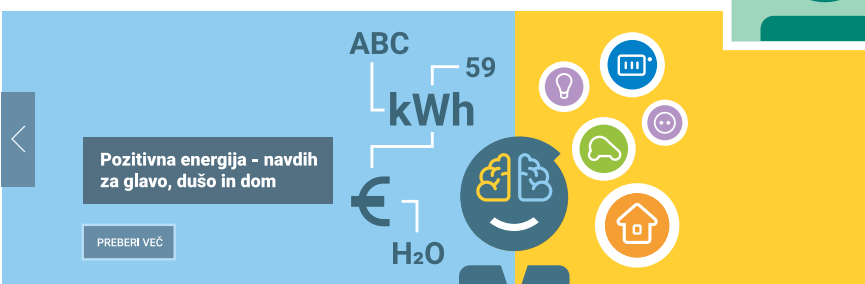 ABC
59
kWh
Pozitivna energija - navdih
za glavo, dušo in dom
€
PREBERI VEČ
H₂O